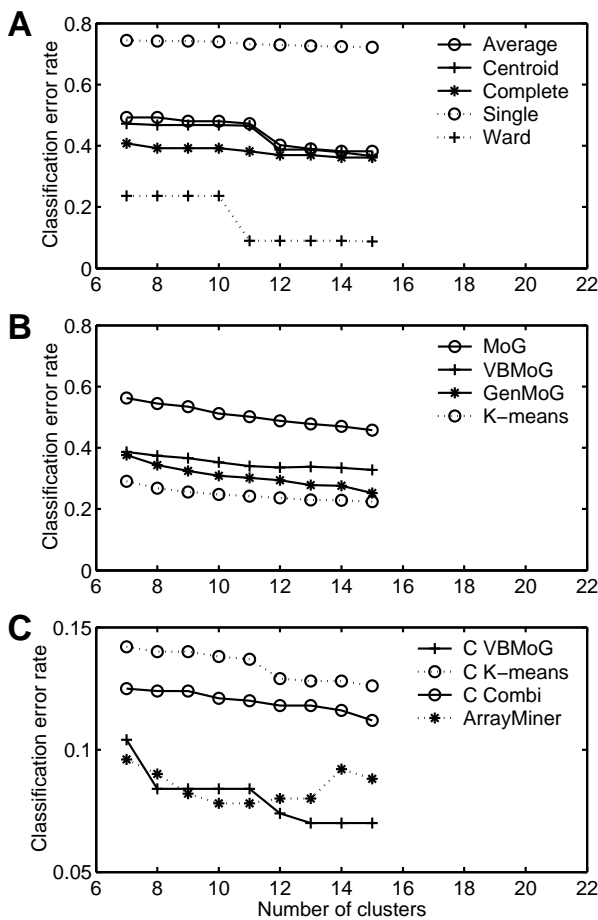 A
0.8
0.6
0.4
0.2
0
Classification error rate
Average
Centroid
Complete
Single
Ward
6 8 10 12 14 16 18 20 22
B
0.8
0.6
0.4
0.2
0
Classification error rate
MoG
VBMoG
GenMoG
K−means
6 8 10 12 14 16 18 20 22
C
0.15
0.1
0.05
Classification error rate
C VBMoG
C K−means
C Combi
ArrayMiner
6 8 10 12 14 16 18 20 22
Number of clusters